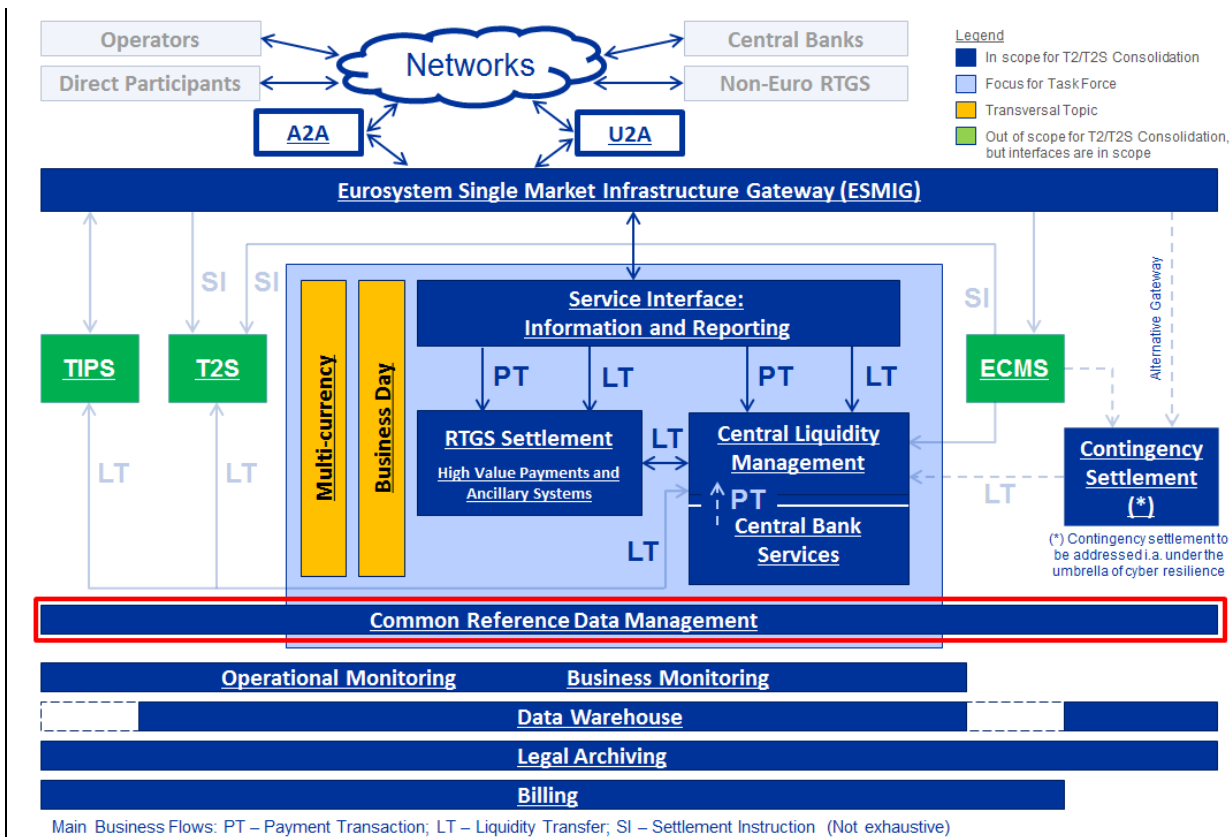 Operators
Networks
Central Banks
Direct Participants
Non-Euro RTGS
A2A
U2A
Legend
In scope for T2/T2S Consolidation
Focus for Task Force
Transversal Topic
Out of scope for T2/T2S Consolidation,
but interfaces are in scope
Eurosystem Single Market Infrastructure Gateway (ESMIG)
SI
SI
SI
Alternative Gateway
TIPS
T2S
Multi-currency
Business Day
Service Interface:
Information and Reporting
PT
LT
PT
LT
ECMS
RTGS Settlement
High Value Payments and
Ancillary Systems
LT
Central Liquidity
Management
PT
Central Bank
Services
Contingency
Settlement
(*)
LT
LT
LT
LT
(*) Contingency settlement to
be addressed i.a. under the
umbrella of cyber resilience
Common Reference Data Management
Operational Monitoring
Business Monitoring
Data Warehouse
Legal Archiving
Billing
Main Business Flows: PT – Payment Transaction; LT – Liquidity Transfer; SI – Settlement Instruction (Not exhaustive)